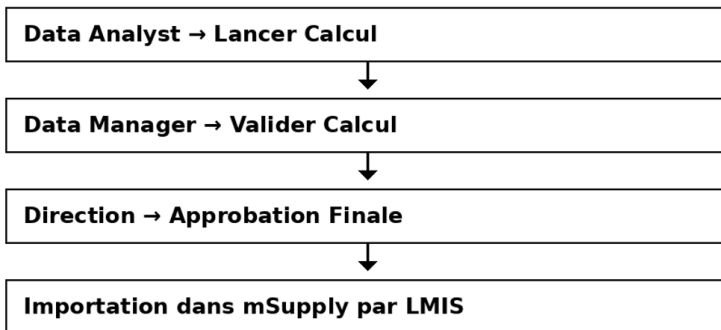 Data Analyst → Lancer Calcul
Data Manager → Valider Calcul
Direction → Approbation Finale
Importation dans mSupply par LMIS